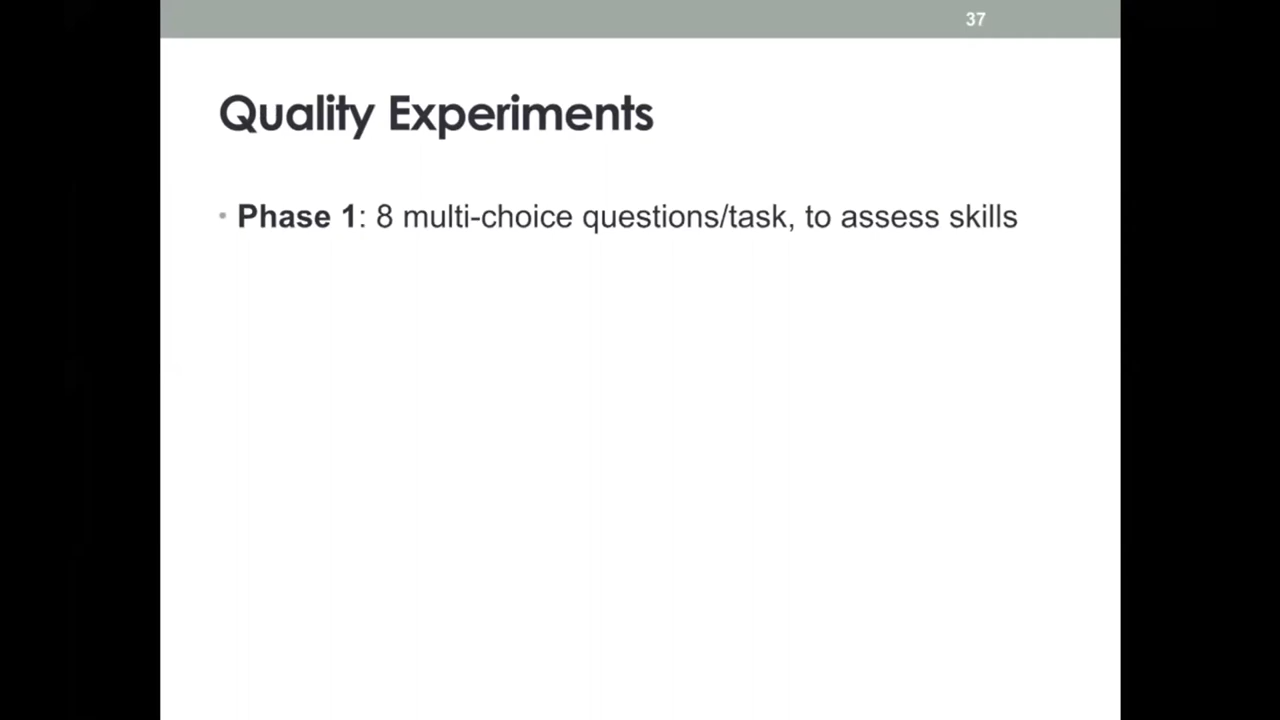 37
Quality Experiments
• Phase 1: 8 multi-choice questions/task, to assess skills